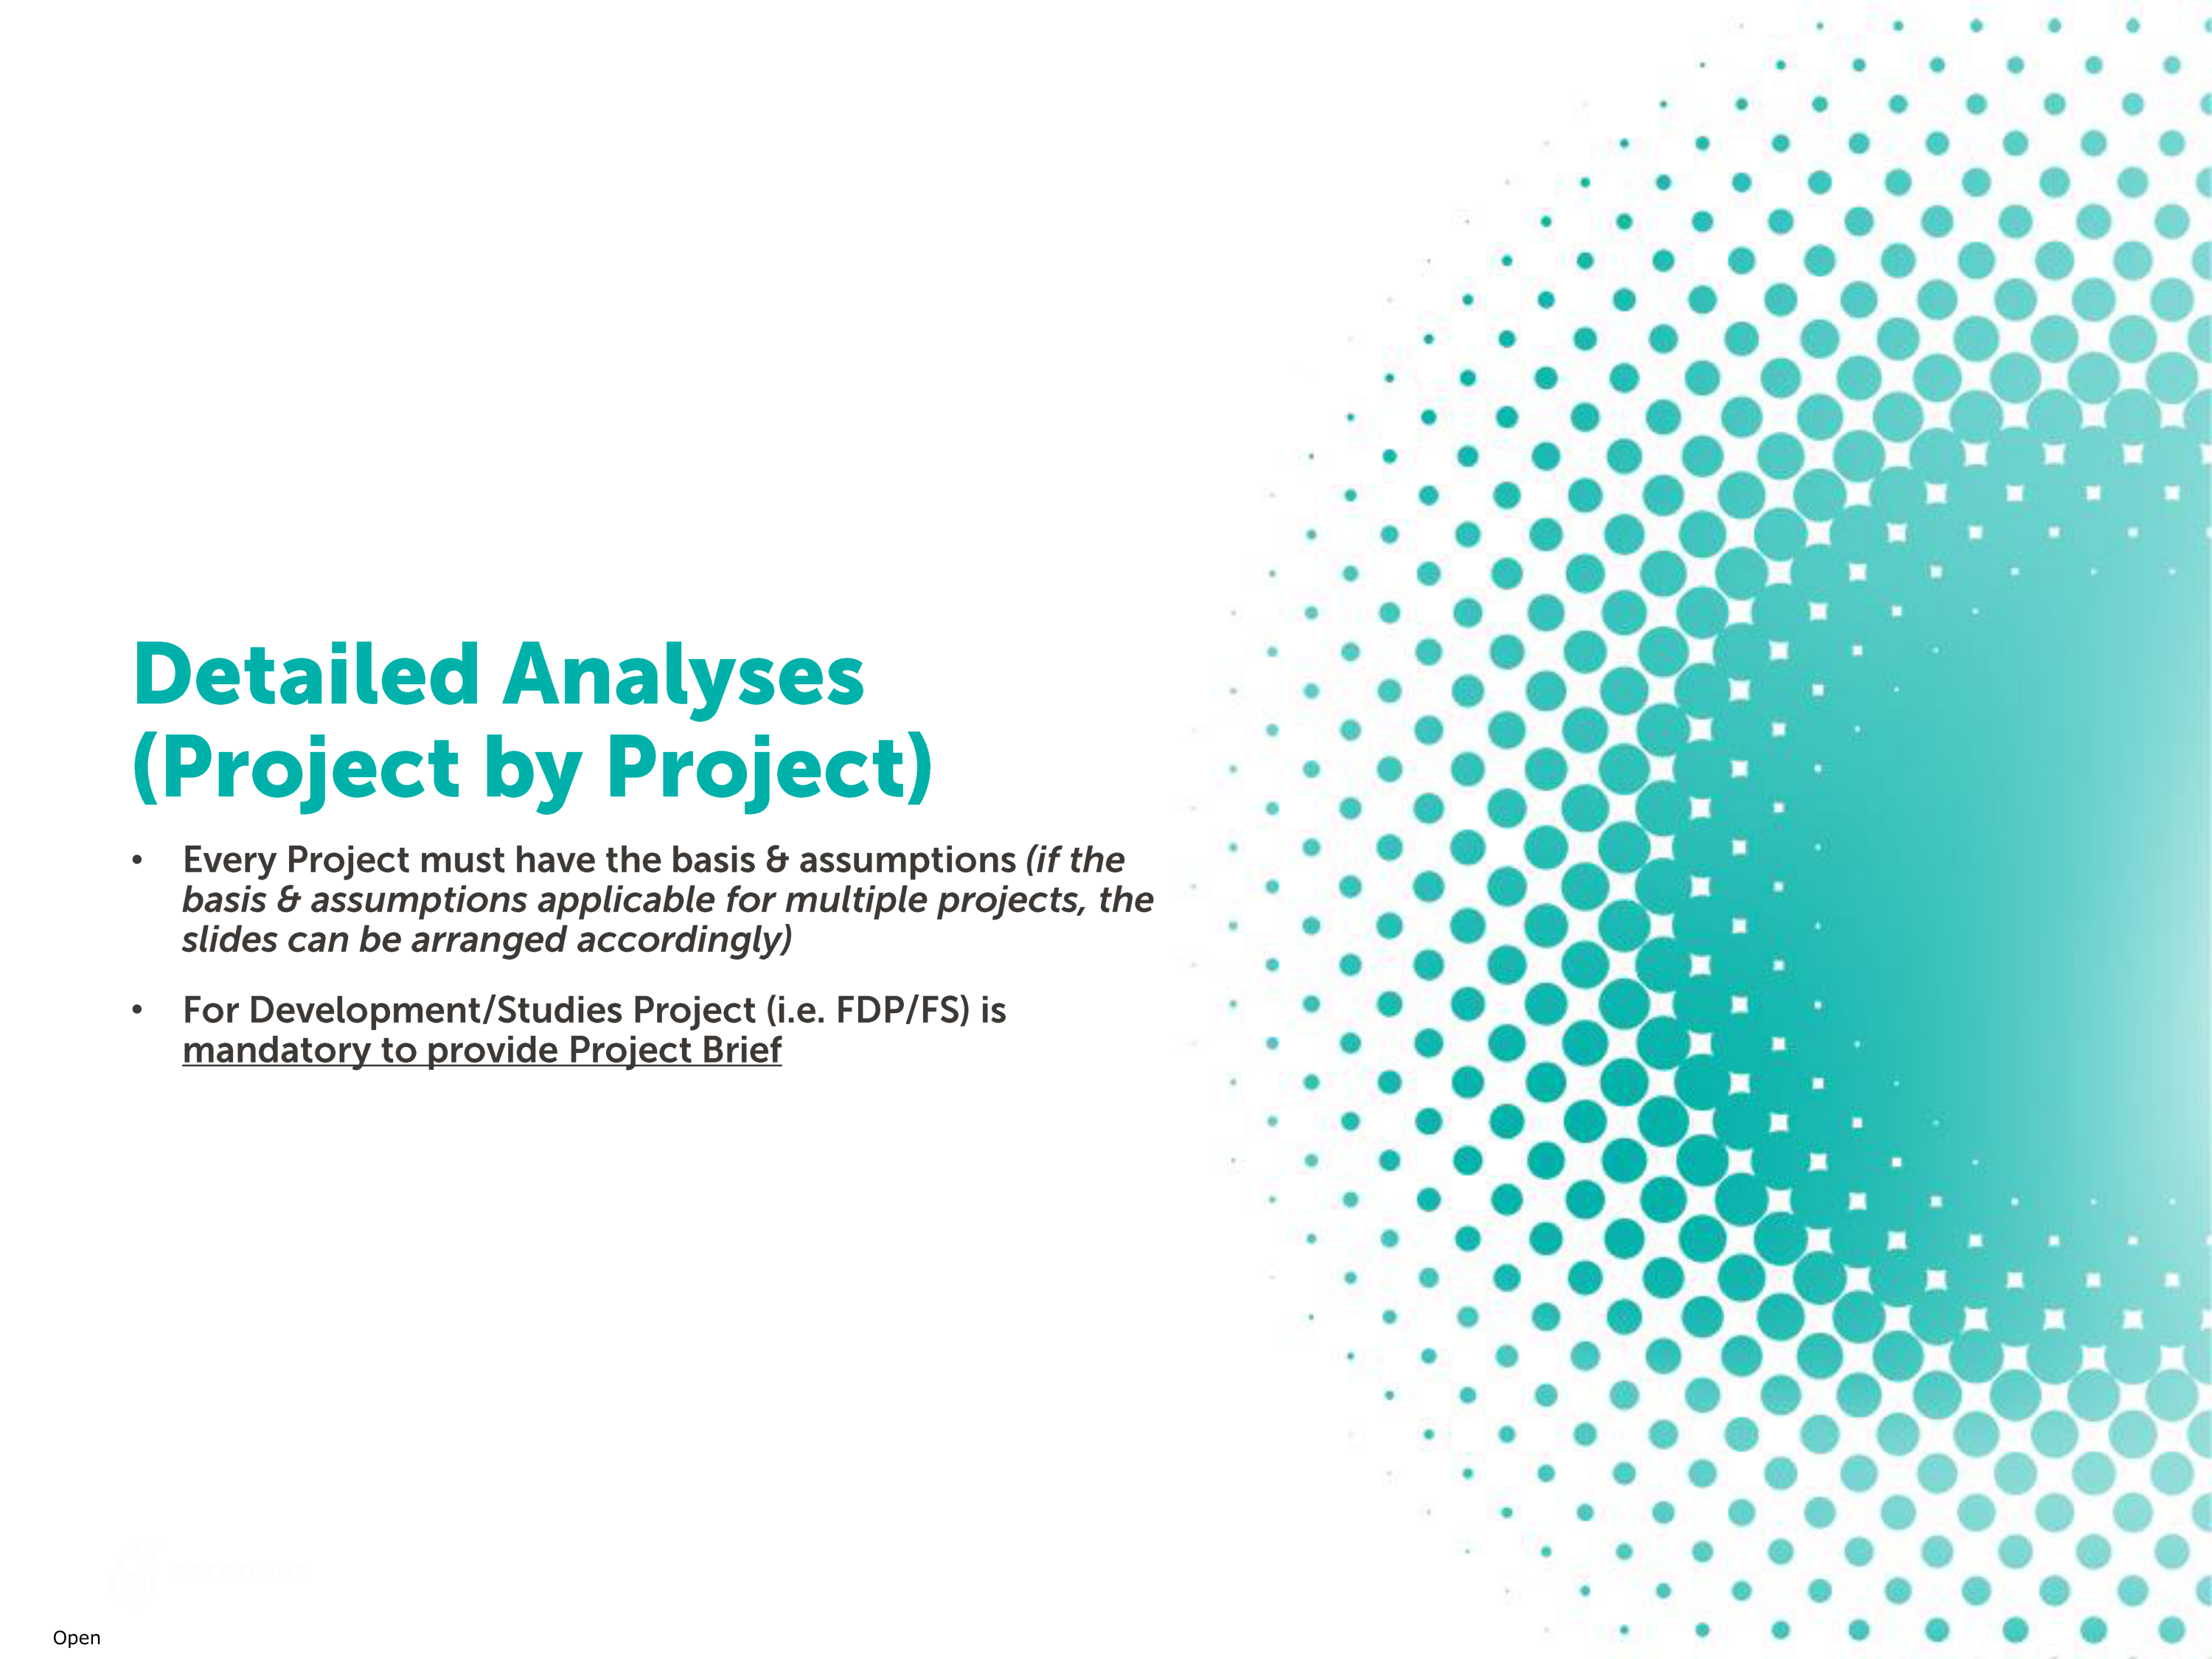 Detailed Analyses
(Project by Project)
• Every Project must have the basis & assumptions (if the
basis & assumptions applicable for multiple projects, the
slides can be arranged accordingly)
• For Development/Studies Project (i.e. FDP/FS) is
mandatory to provide Project Brief
PETRONAS
Open